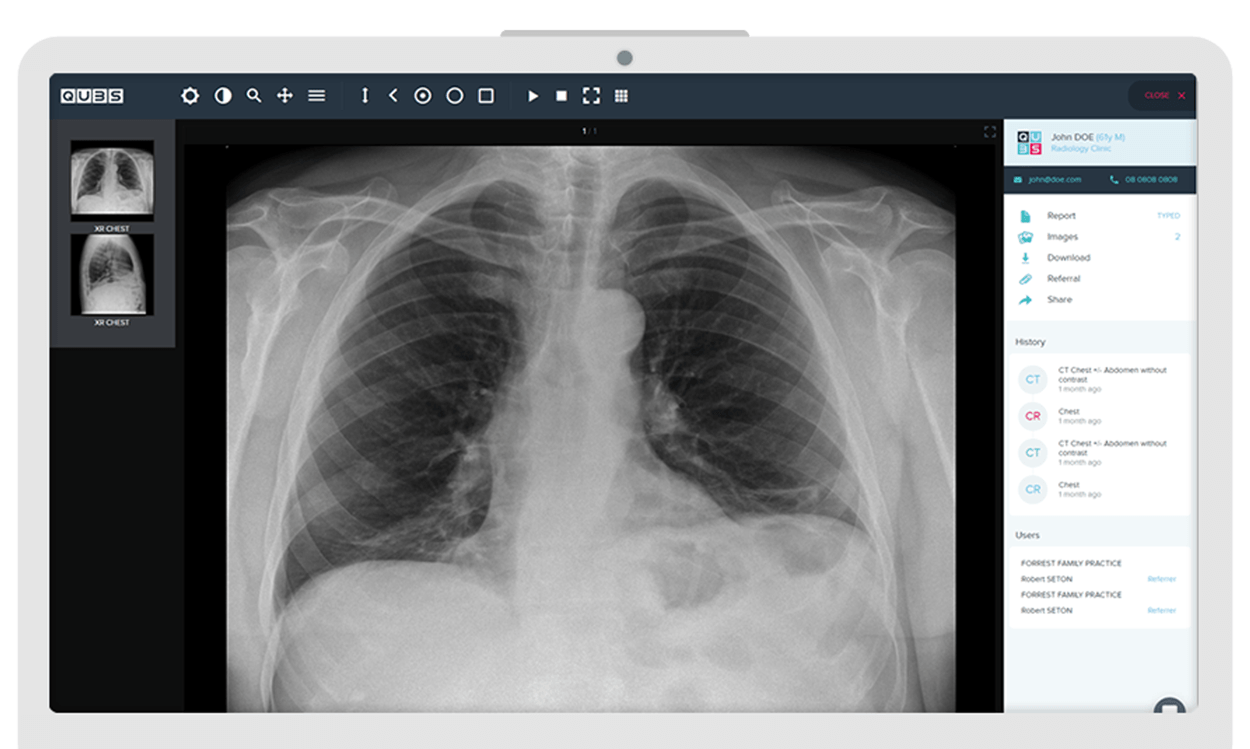 QUBS
CLOSE ×
1 / 1
XR CHEST
XR CHEST
QUBS
John DOE (61y M)
Radiology Clinic
john@doe.com
08 0808 0808
Report TYPED
Images 2
Download
Referral
Share
History
CT
CT Chest +/- Abdomen without
contrast
1 month ago
CR
Chest
1 month ago
CT
CT Chest +/- Abdomen without
contrast
1 month ago
CR
Chest
1 month ago
Users
FORREST FAMILY PRACTICE
Robert SETON Referrer
FORREST FAMILY PRACTICE
Robert SETON Referrer